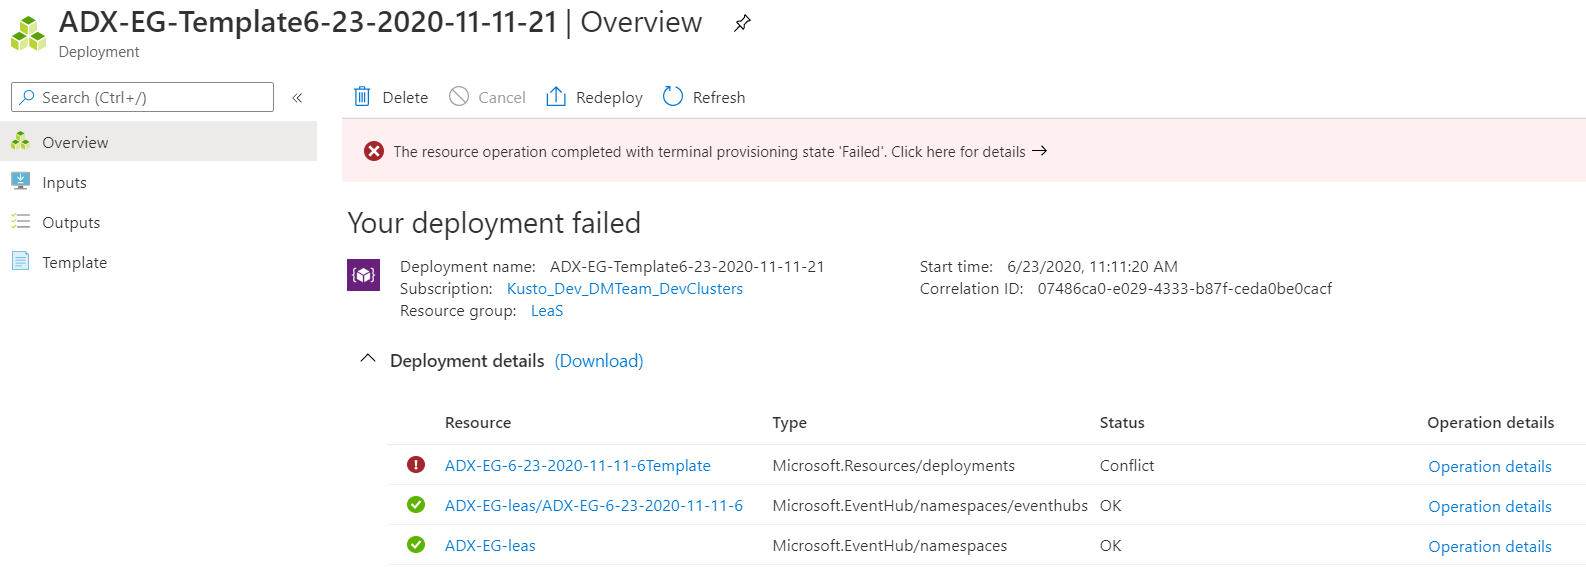 ADX-EG-Template6-23-2020-11-11-21 | Overview
Deployment
Search (Ctrl+/)
«
Overview
Inputs
Outputs
Template
Delete Cancel Redeploy Refresh
The resource operation completed with terminal provisioning state 'Failed'. Click here for details →
Your deployment failed
Deployment name: ADX-EG-Template6-23-2020-11-11-21
Subscription: Kusto_Dev_DMTeam_DevClusters
Resource group: LeaS
Start time: 6/23/2020, 11:11:20 AM
Correlation ID: 07486ca0-e029-4333-b87f-ceda0be0cacf
Deployment details (Download)
Resource Type Status Operation details
ADX-EG-6-23-2020-11-11-6Template Microsoft.Resources/deployments Conflict Operation details
ADX-EG-leas/ADX-EG-6-23-2020-11-11-6 Microsoft.EventHub/namespaces/eventhubs OK Operation details
ADX-EG-leas Microsoft.EventHub/namespaces OK Operation details